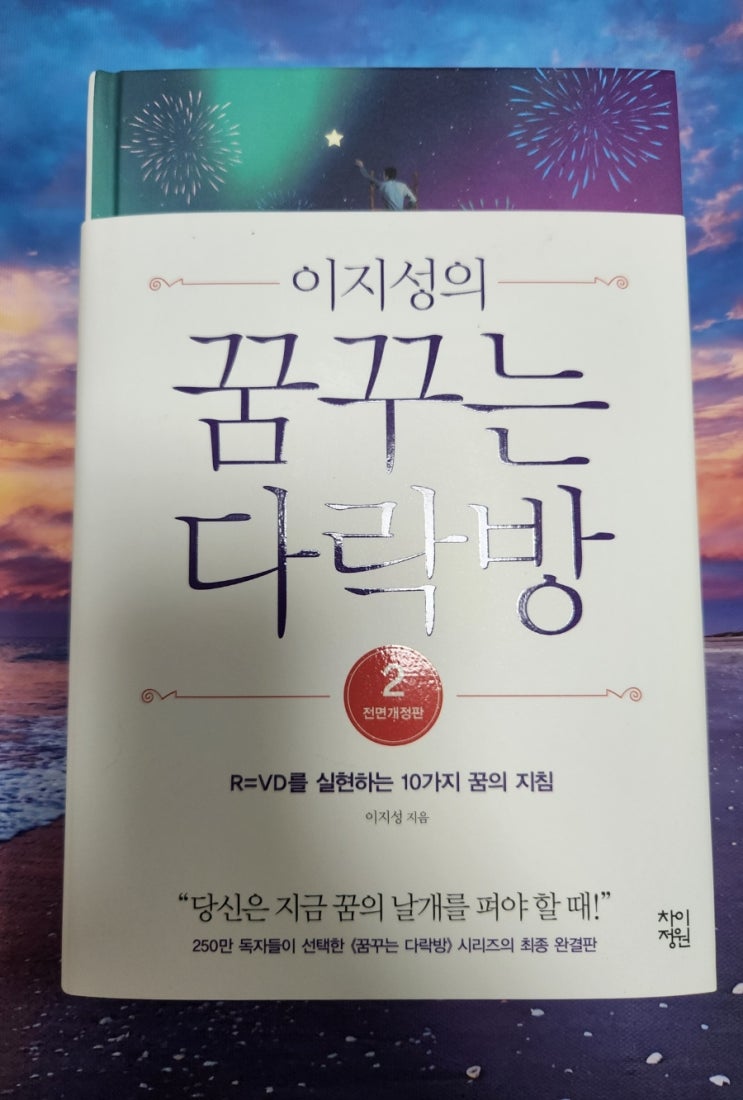 이지성의
꿈꾸는
다락방
2
전면개정판
R=VD를 실현하는 10가지 꿈의 지침
이지성 지음
“당신은 지금 꿈의 날개를 펴야 할 때!”
250만 독자들이 선택한 《꿈꾸는 다락방》 시리즈의 최종 완결판
차이
정원